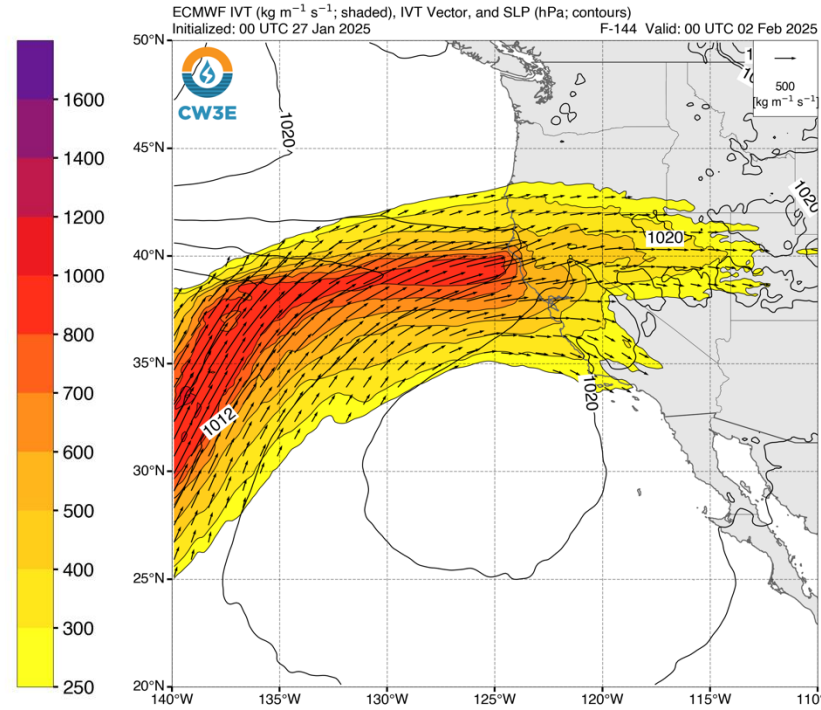 ECMWF IVT (kg m⁻¹ s⁻¹; shaded), IVT Vector, and SLP (hPa; contours)
Initialized: 00 UTC 27 Jan 2025 F-144 Valid: 00 UTC 02 Feb 2025
CW3E
500
[kg m⁻¹ s⁻¹]
1020
1020
1020
1020
1012
50°N
45°N
40°N
35°N
30°N
25°N
20°N
140°W 135°W 130°W 125°W 120°W 115°W 110°
1600
1400
1200
1000
800
700
600
500
400
300
250